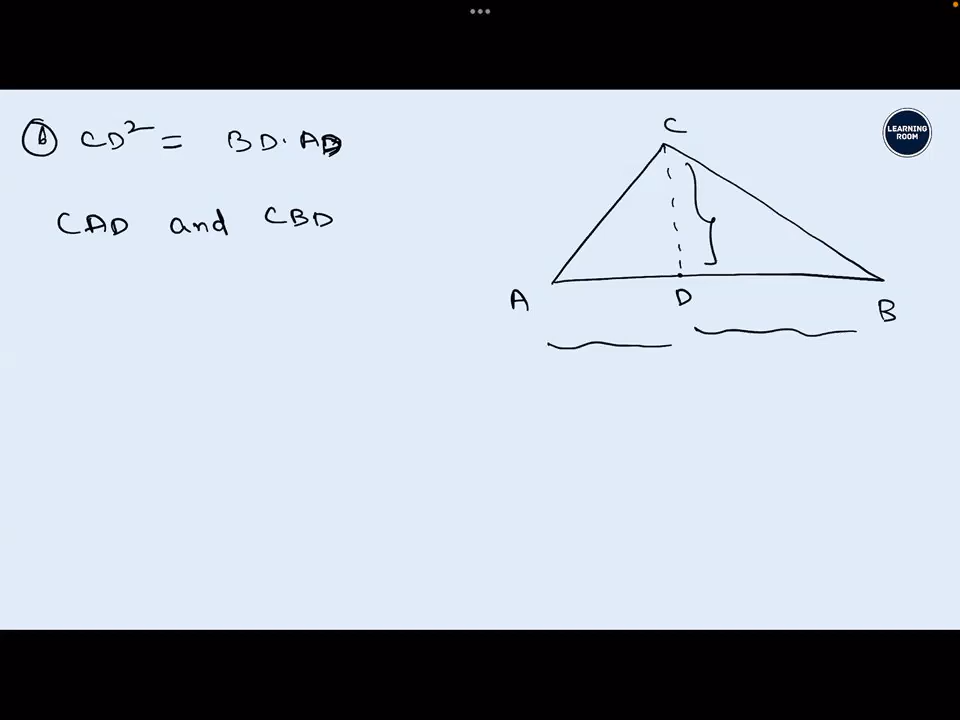 ① CD² = BD·AD
CAD and CBD
C
A
D
B
LEARNING
ROOM